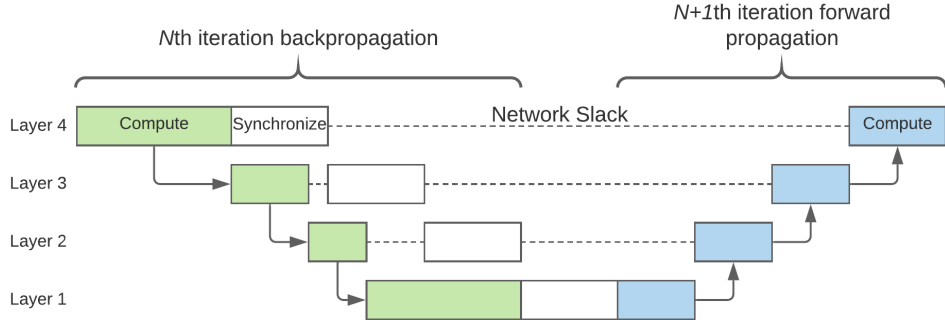 Nth iteration backpropagation
N+1th iteration forward
propagation
Layer 4
Compute
Synchronize
Network Slack
Compute
Layer 3
Layer 2
Layer 1